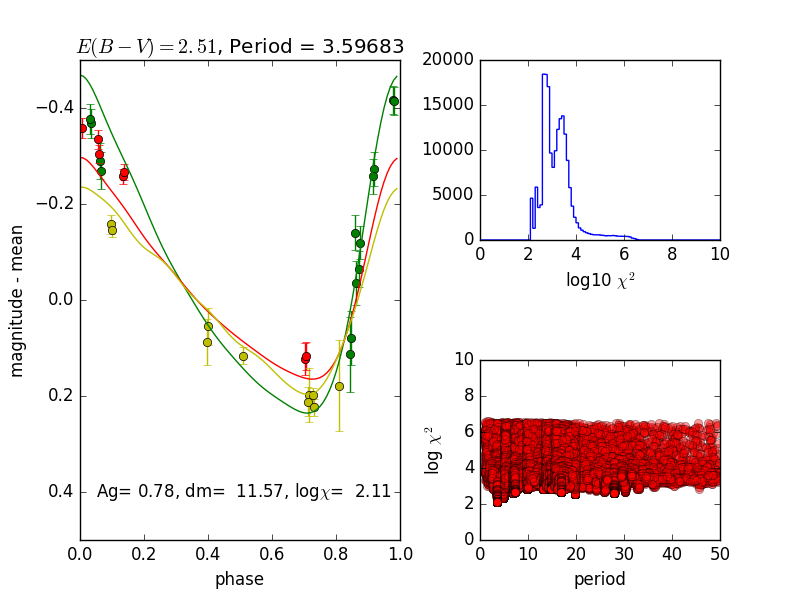 E(B−V)=2.51, Period = 3.59683
−0.4
−0.2
0.0
0.2
0.4
magnitude - mean
Ag= 0.78, dm=  11.57, logχ=  2.11
0.0 0.2 0.4 0.6 0.8 1.0
phase
20000
15000
10000
5000
0
0 2 4 6 8 10
log10 χ²
10
8
6
4
2
0
log χ²
0 10 20 30 40 50
period